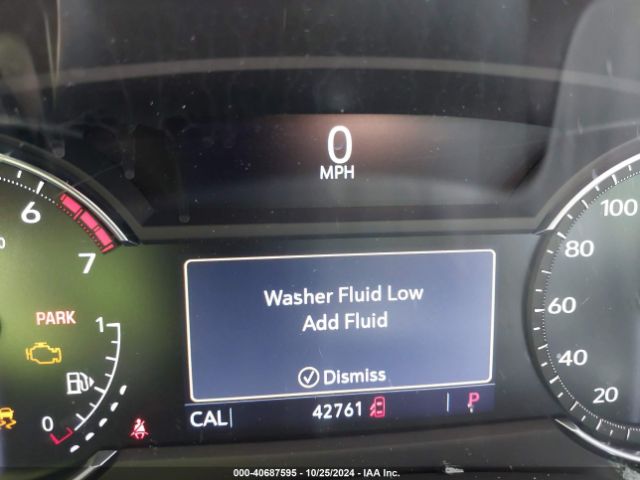 0
MPH
6
7
PARK
1
0
Washer Fluid Low
Add Fluid
Dismiss
CAL
42761
P
100
80
60
40
20
000-40687595 - 10/25/2024 - IAA Inc.